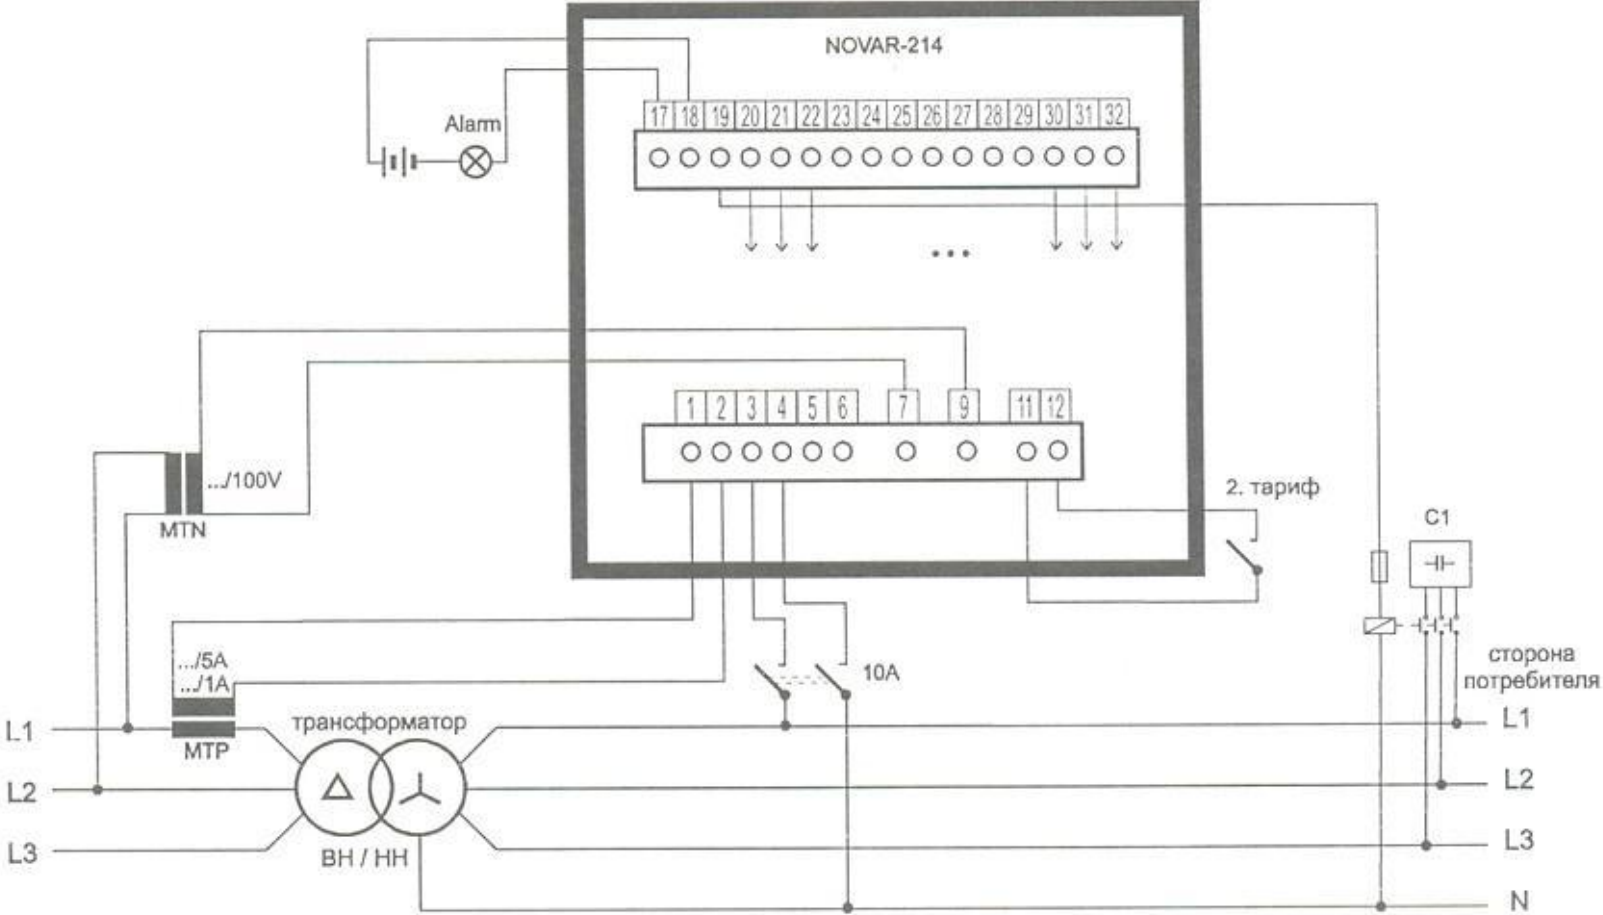 NOVAR-214
17 18 19 20 21 22 23 24 25 26 27 28 29 30 31 32
Alarm
...
1 2 3 4 5 6 7 9 11 12
.../100V
MTN
2. тариф
C1
.../5A
.../1A
10A
сторона
потребителя
трансформатор
L1
MTP
L1
L2
L2
L3
ВН / НН
L3
N